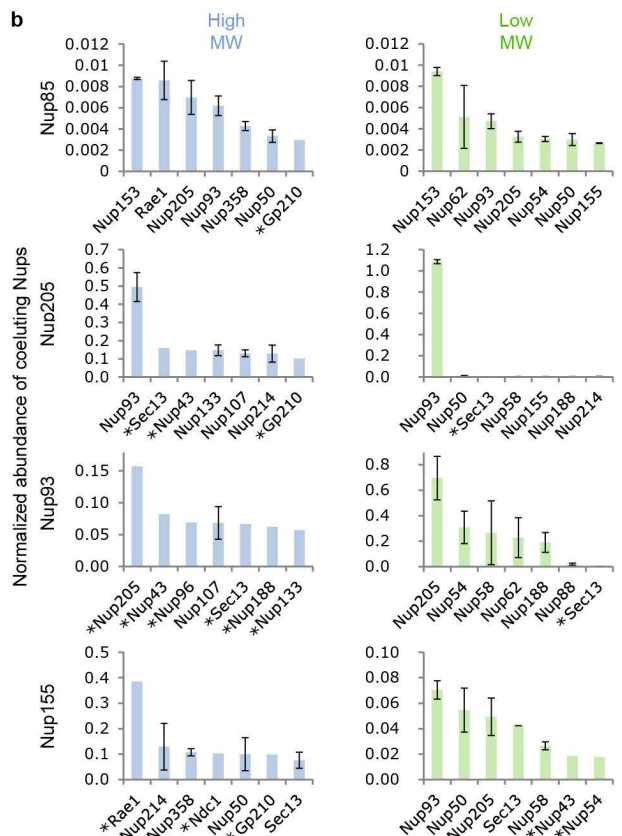 b
High
MW
Low
MW
Normalized abundance of coeluting Nups
Nup85
0.012
0.01
0.008
0.006
0.004
0.002
0
Nup153 Rae1 Nup205 Nup93 Nup358 Nup50 *Gp210
0.012
0.01
0.008
0.006
0.004
0.002
0
Nup153 Nup62 Nup93 Nup205 Nup54 Nup50 Nup155
Nup205
0.7
0.6
0.5
0.4
0.3
0.2
0.1
0.0
Nup93 *Sec13 *Nup43 Nup133 Nup107 Nup214 *Gp210
1.2
1.0
0.8
0.6
0.4
0.2
0.0
Nup93 Nup50 *Sec13 Nup58 Nup155 Nup188 Nup214
Nup93
0.15
0.10
0.05
0.00
*Nup205 *Nup43 *Nup96 Nup107 *Sec13 *Nup188 *Nup133
0.8
0.6
0.4
0.2
0.0
Nup205 Nup54 Nup58 Nup62 Nup188 Nup88 *Sec13
Nup155
0.5
0.4
0.3
0.2
0.1
0.0
*Rae1 Nup214 Nup358 *Ndc1 Nup50 *Gp210 Sec13
0.10
0.08
0.06
0.04
0.02
0.00
Nup93 Nup50 Nup205 Sec13 Nup58 *Nup43 *Nup54